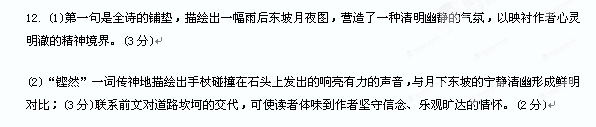 12. (1)第一句是全诗的铺垫,描绘出一幅雨后东坡月夜图,营造了一种清明幽静的气氛,以映衬作者心灵
明澈的精神境界。(3分)
(2)“铿然”一词传神地描绘出手杖碰撞在石头上发出的响亮有力的声音,与月下东坡的宁静清幽形成鲜明
对比;(3分)联系前文对道路坎坷的交代,可使读者体味到作者坚守信念、乐观旷达的情怀。(2分)